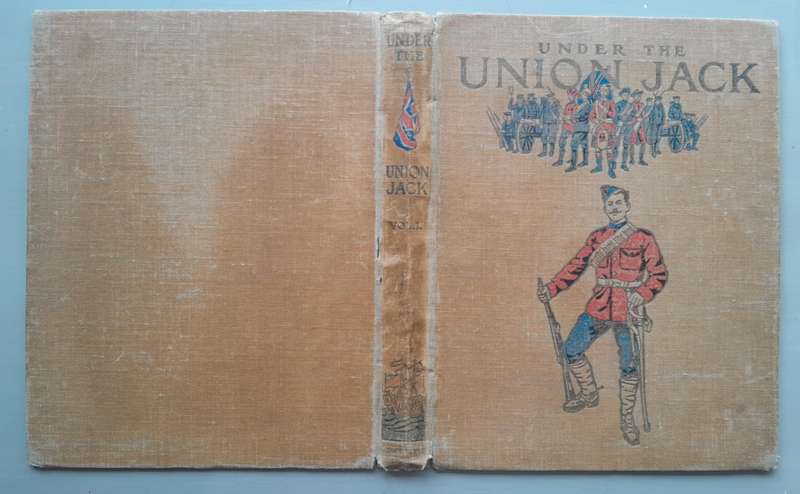 UNDER
THE
UNION
JACK
VOL. I.
UNDER THE
UNION JACK